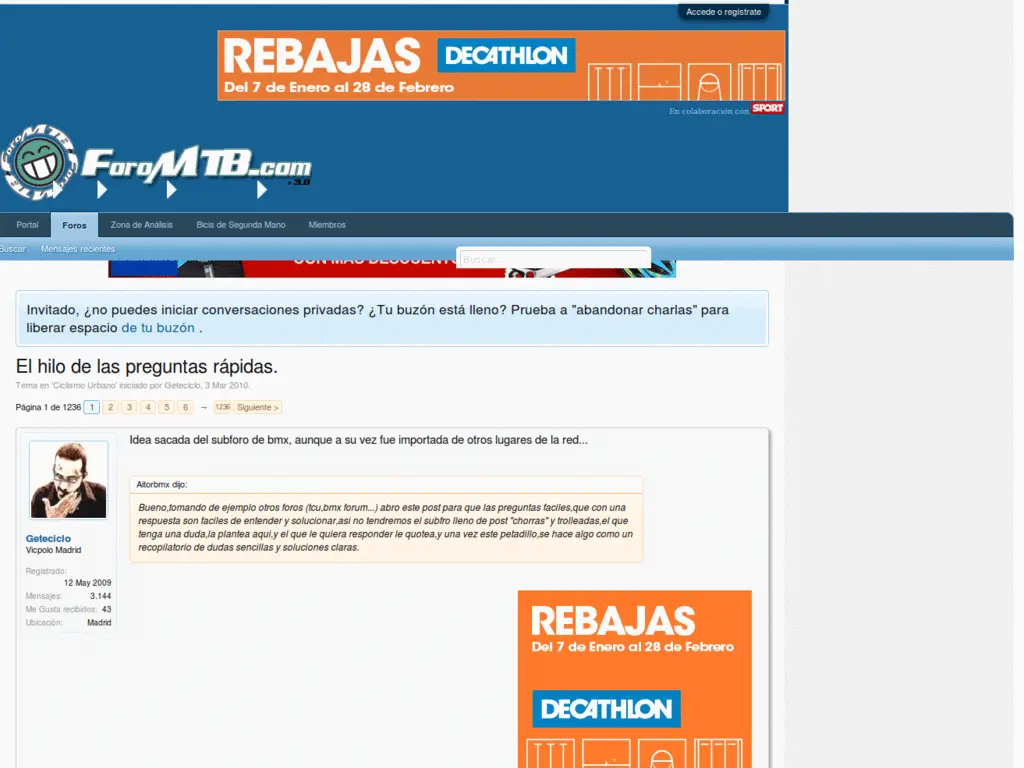 Accede o regístrate
REBAJAS DECATHLON
Del 7 de Enero al 28 de Febrero
En colaboración con SPORT
ForoMTB.com
3.0
Portal Foros Zona de Análisis Bicis de Segunda Mano Miembros
Buscar Mensajes recientes
Buscar...
Invitado, ¿no puedes iniciar conversaciones privadas? ¿Tu buzón está lleno? Prueba a "abandonar charlas" para
liberar espacio de tu buzón .
El hilo de las preguntas rápidas.
Tema en 'Ciclismo Urbano' iniciado por Geteciclo, 3 Mar 2010.
Página 1 de 1236 1 2 3 4 5 6 → 1236 Siguiente >
Idea sacada del subforo de bmx, aunque a su vez fue importada de otros lugares de la red...
Aitorbmx dijo:
Bueno,tomando de ejemplo otros foros (tcu,bmx forum...) abro este post para que las preguntas faciles,que con una
respuesta son faciles de entender y solucionar,asi no tendremos el subfro lleno de post "chorras" y trolleadas,el que
tenga una duda,la plantea aqui,y el que le quiera responder le quotea,y una vez este petadillo,se hace algo como un
recopilatorio de dudas sencillas y soluciones claras.
Geteciclo
Vicpolo Madrid
Registrado:
12 May 2009
Mensajes: 3.144
Me Gusta recibidos: 43
Ubicación: Madrid
REBAJAS
Del 7 de Enero al 28 de Febrero
DECATHLON